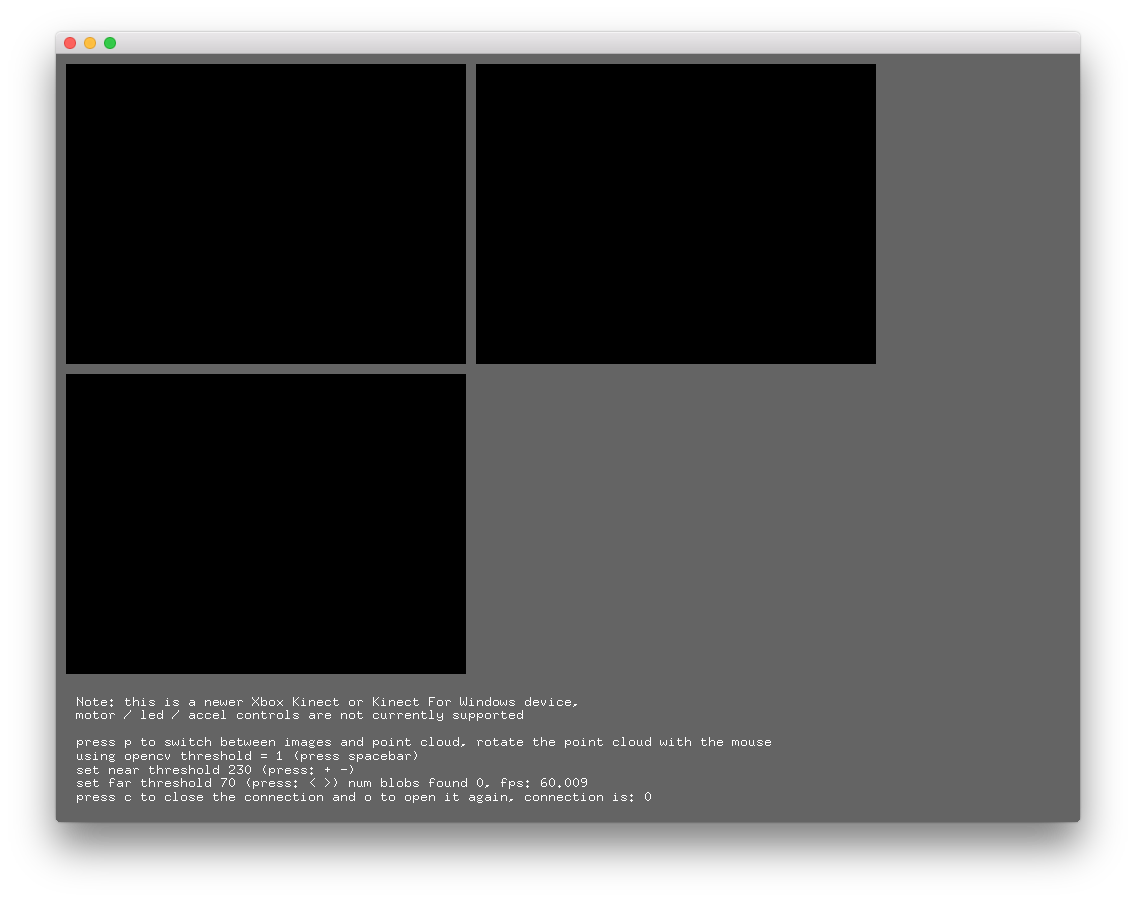 Note: this is a newer Xbox Kinect or Kinect For Windows device,
motor / led / accel controls are not currently supported
press p to switch between images and point cloud, rotate the point cloud with the mouse
using opencv threshold = 1 (press spacebar)
set near threshold 230 (press: + -)
set far threshold 70 (press: < >) num blobs found 0, fps: 60.009
press c to close the connection and o to open it again, connection is: 0